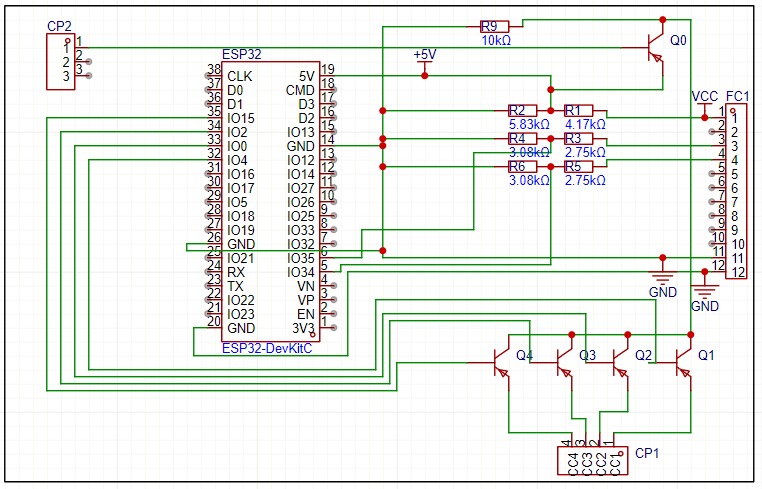 CP2
1
2
3
R9
10kΩ
Q0
+5V
ESP32
38 CLK 5V 19
37 D0 CMD 18
36 D1 D3 17
35 IO15 D2 16
34 IO2 IO13 15
33 IO0 GND 14
32 IO4 IO12 13
31 IO16 IO14 12
30 IO17 IO27 11
29 IO5 IO26 10
28 IO18 IO25 9
27 IO19 IO33 8
26 GND IO32 7
25 IO21 IO35 6
24 RX IO34 5
23 TX VN 4
22 IO22 VP 3
21 IO23 EN 2
20 GND 3V3 1
ESP32-DevKitC
R2 R1
5.83kΩ 4.17kΩ
R4 R3
3.08kΩ 2.75kΩ
R6 R5
3.08kΩ 2.75kΩ
VCC FC1
1 1
2 2
3 3
4 4
5 5
6 6
7 7
8 8
9 9
10 10
11 11
12 12
GND
GND
Q4 Q3 Q2 Q1
4 3 2 1
CC4 CC3 CC2 CC1
CP1